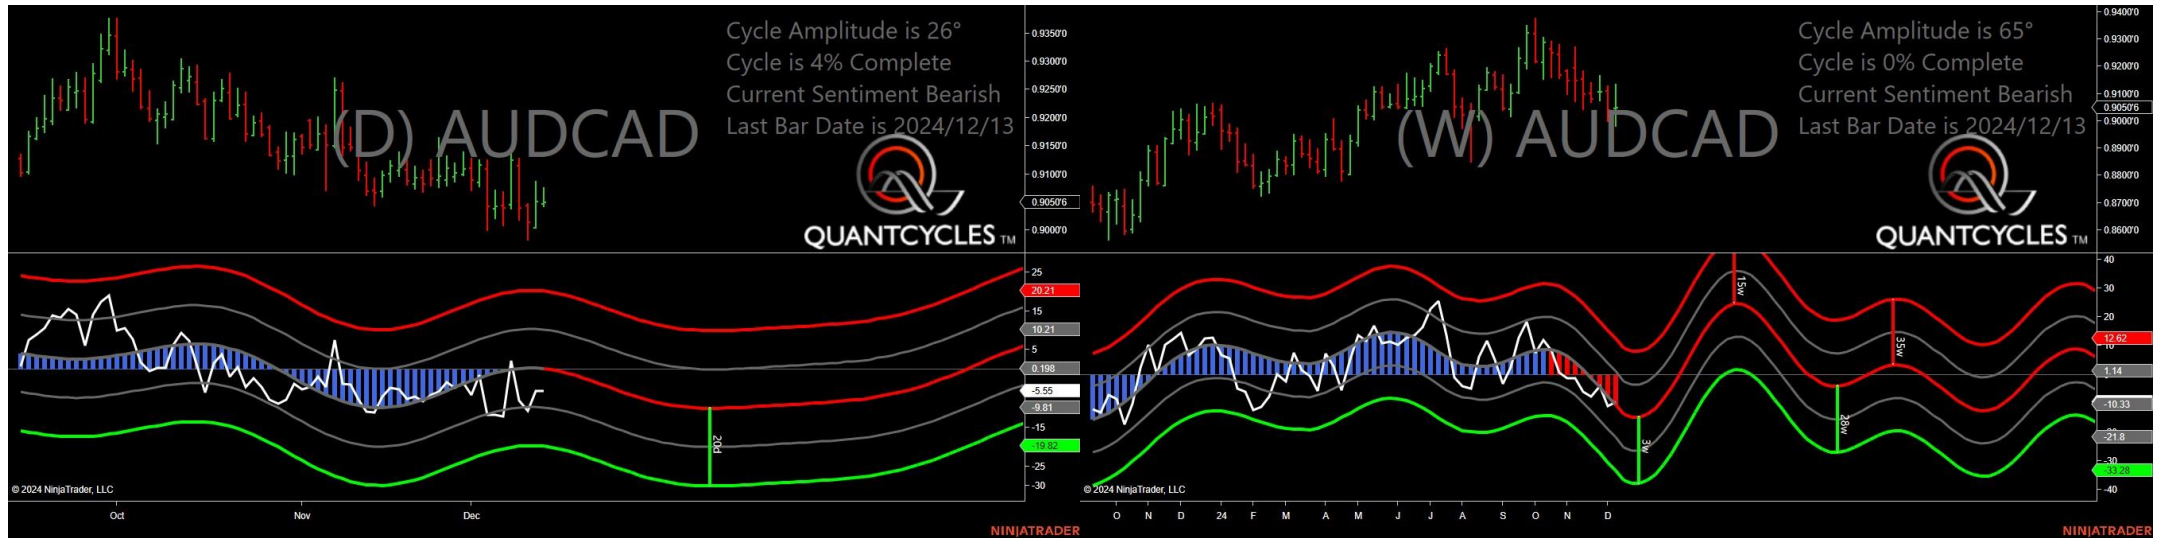 Cycle Amplitude is 26°
Cycle is 4% Complete
Current Sentiment Bearish
Last Bar Date is 2024/12/13
(D) AUDCAD
QUANTCYCLES TM
0.9350'0
0.9300'0
0.9250'0
0.9200'0
0.9150'0
0.9100'0
0.9050'6
0.9000'0
25
20.21
15
10.21
5
0.198
-5.55
-9.81
-15
-19.82
-25
-30
20d
© 2024 NinjaTrader, LLC
Oct Nov Dec
NINJATRADER
Cycle Amplitude is 65°
Cycle is 0% Complete
Current Sentiment Bearish
Last Bar Date is 2024/12/13
(W) AUDCAD
QUANTCYCLES TM
0.9400'0
0.9300'0
0.9200'0
0.9100'0
0.9050'6
0.9000'0
0.8900'0
0.8800'0
0.8700'0
0.8600'0
40
30
20
12.62
10
1.14
-10.33
-21.8
-30
-33.28
-40
3w
15w
28w
35w
© 2024 NinjaTrader, LLC
O N D 24 F M A M J J A S O N D
NINJATRADER